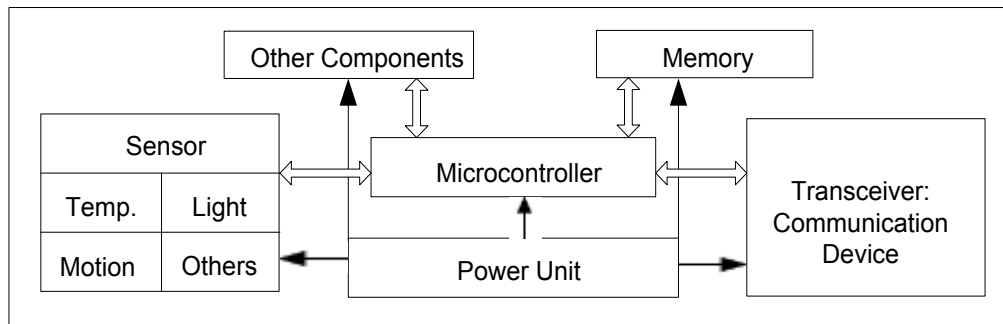 Other Components
Memory
Sensor
Microcontroller
Temp.
Light
Transceiver:
Communication
Device
Motion
Others
Power Unit